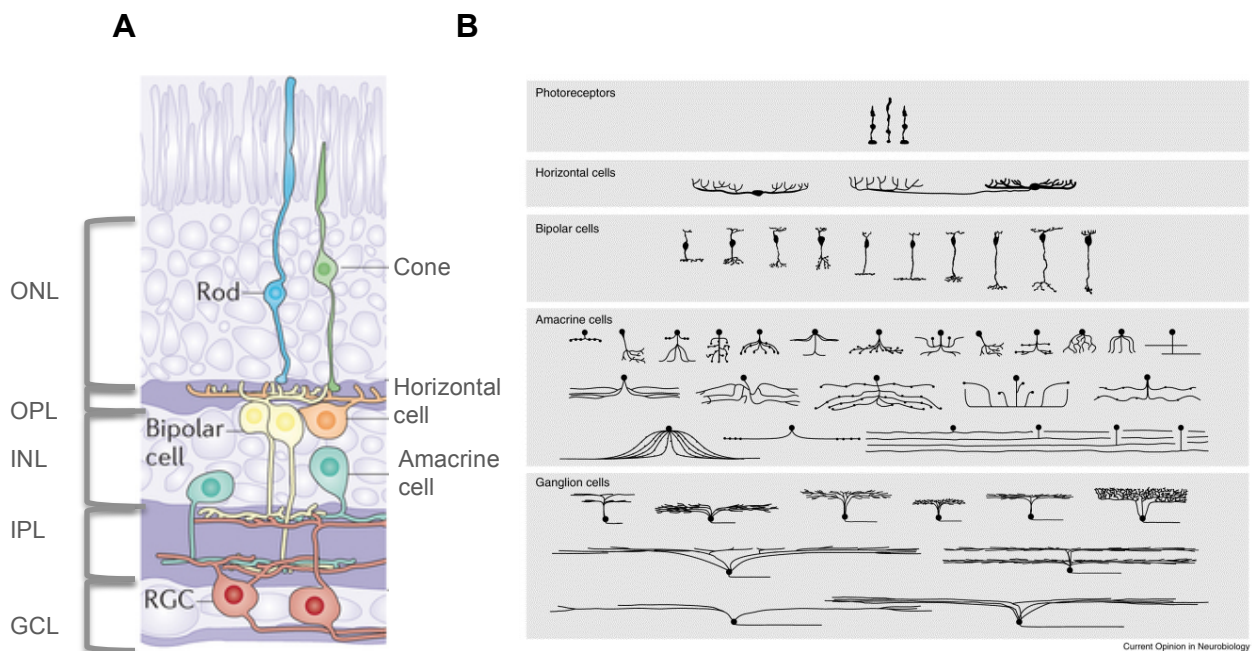 A
B
ONL
OPL
INL
IPL
GCL
Rod
Cone
Horizontal
cell
Bipolar
cell
Amacrine
cell
RGC
Photoreceptors
Horizontal cells
Bipolar cells
Amacrine cells
Ganglion cells
Current Opinion in Neurobiology